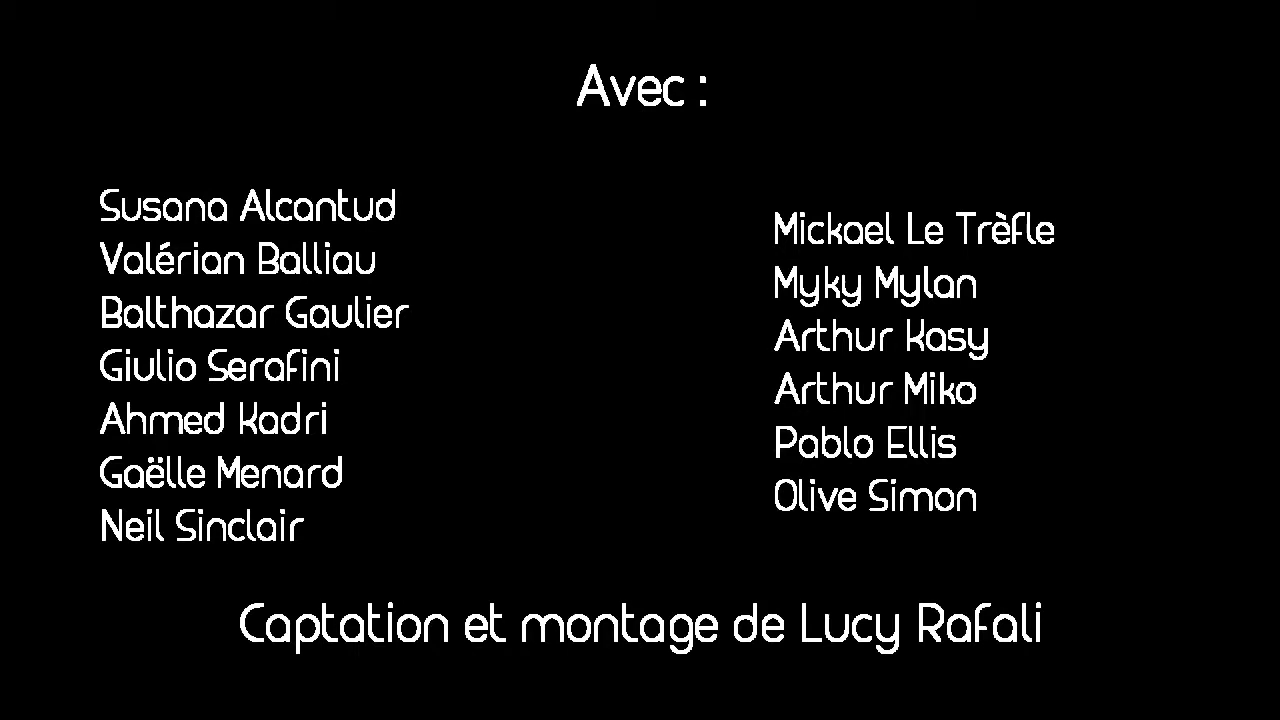 Avec :
Susana Alcantud
Valérian Balliau
Balthazar Gaulier
Giulio Serafini
Ahmed Kadri
Gaëlle Menard
Neil Sinclair
Mickael Le Trèfle
Myky Mylan
Arthur Kasy
Arthur Miko
Pablo Ellis
Olive Simon
Captation et montage de Lucy Rafali